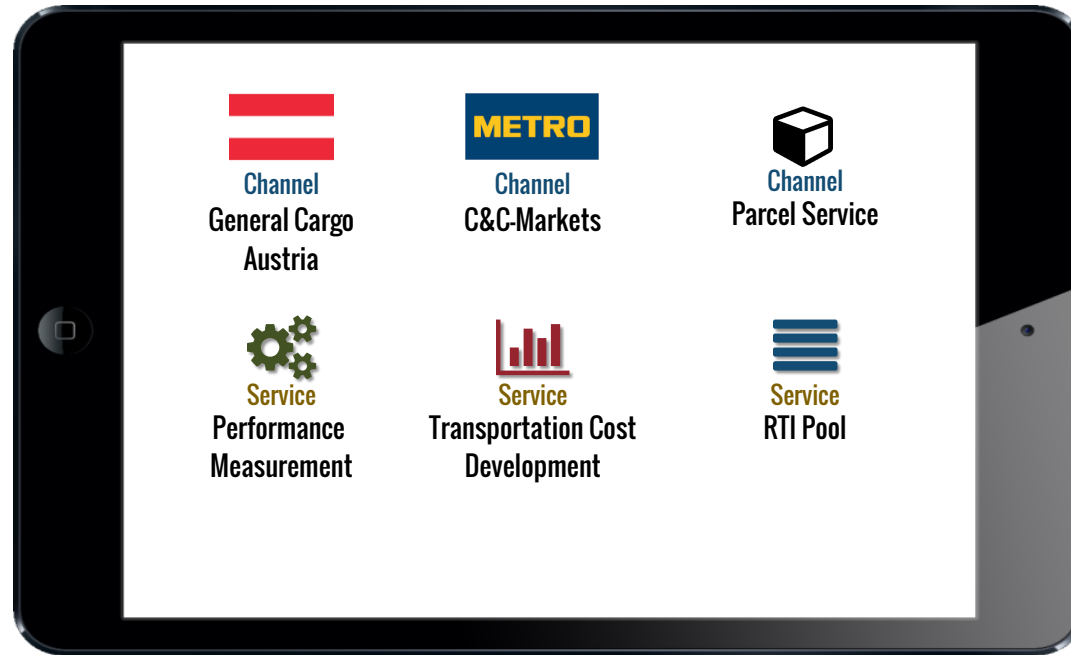 METRO
Channel
General Cargo
Austria
Channel
C&C-Markets
Channel
Parcel Service
Service
Performance
Measurement
Service
Transportation Cost
Development
Service
RTI Pool